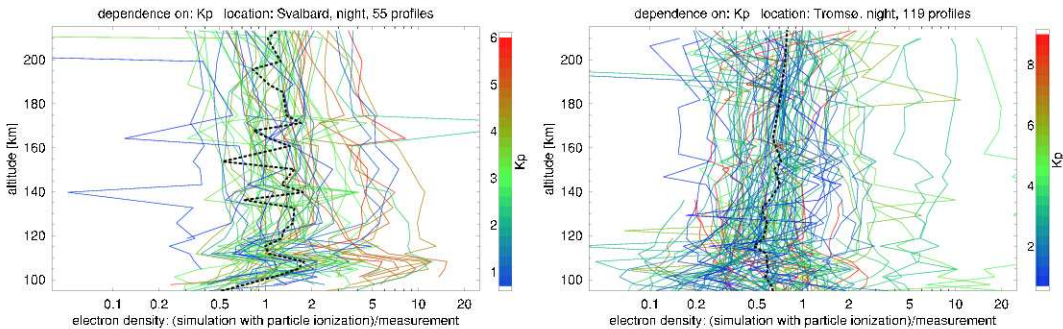 dependence on: Kp location: Svalbard, night, 55 profiles
200
180
160
140
120
100
altitude [km]
0.1 0.2 0.5 1 2 5 10 20
electron density: (simulation with particle ionization)/measurement
6
5
4
3
2
1
Kp
dependence on: Kp location: Tromsø, night, 119 profiles
200
180
160
140
120
100
altitude [km]
0.1 0.2 0.5 1 2 5 10 20
electron density: (simulation with particle ionization)/measurement
8
6
4
2
Kp